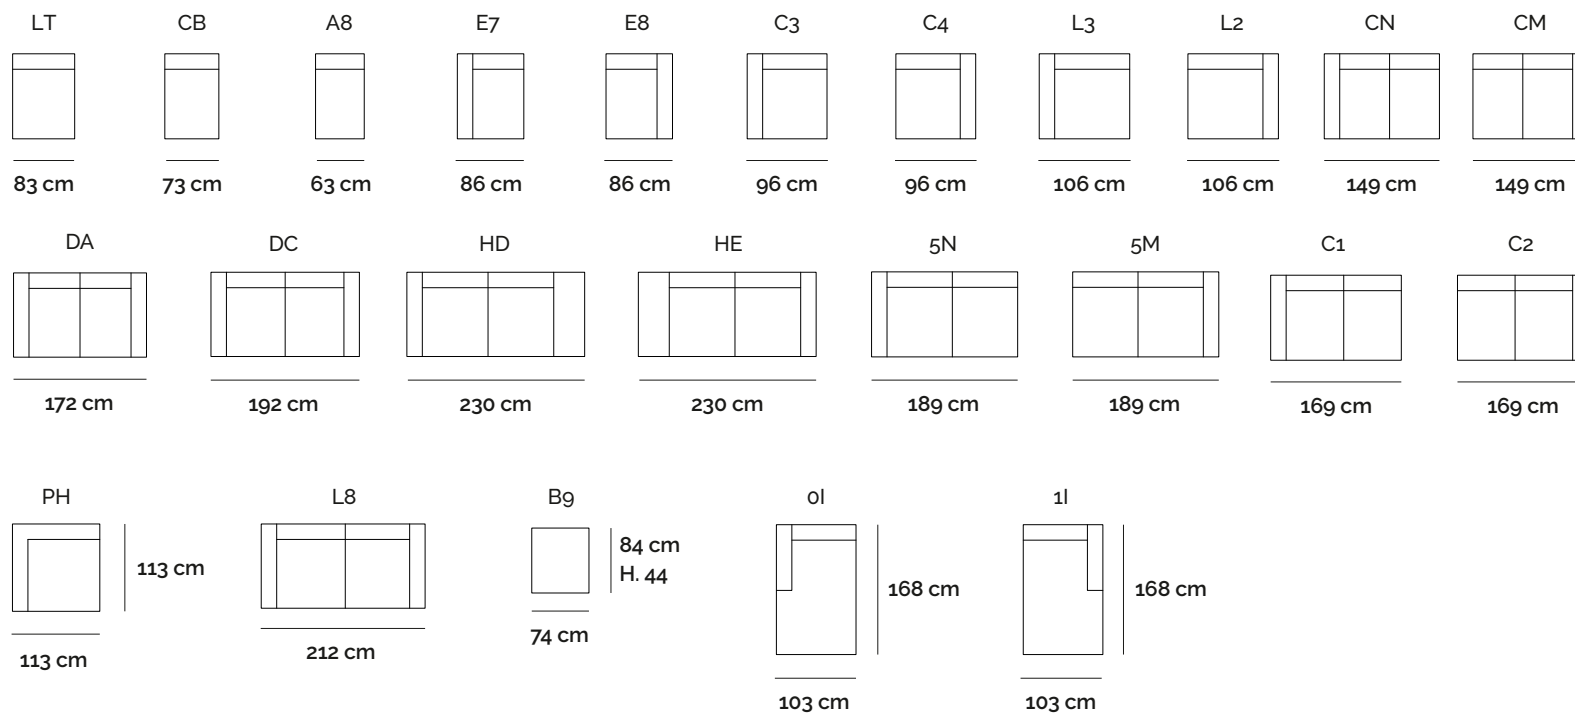 LT CB A8 E7 E8 C3 C4 L3 L2 CN CM
83 cm 73 cm 63 cm 86 cm 86 cm 96 cm 96 cm 106 cm 106 cm 149 cm 149 cm
DA DC HD HE 5N 5M C1 C2
172 cm 192 cm 230 cm 230 cm 189 cm 189 cm 169 cm 169 cm
PH L8 B9 0I 1I
84 cm
113 cm H. 44 168 cm 168 cm
74 cm
113 cm 212 cm
103 cm 103 cm